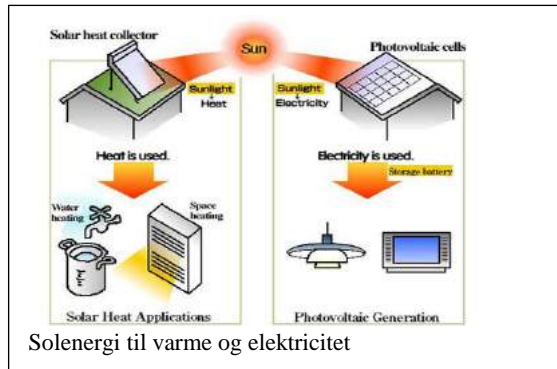 Solar heat collector
Sun
Photovoltaic cells
Sunlight
Heat
Sunlight
Electricity
Heat is used.
Electricity is used.
Storage battery
Water
heating
Space
heating
Solar Heat Applications
Photovoltaic Generation
Solenergi til varme og elektricitet